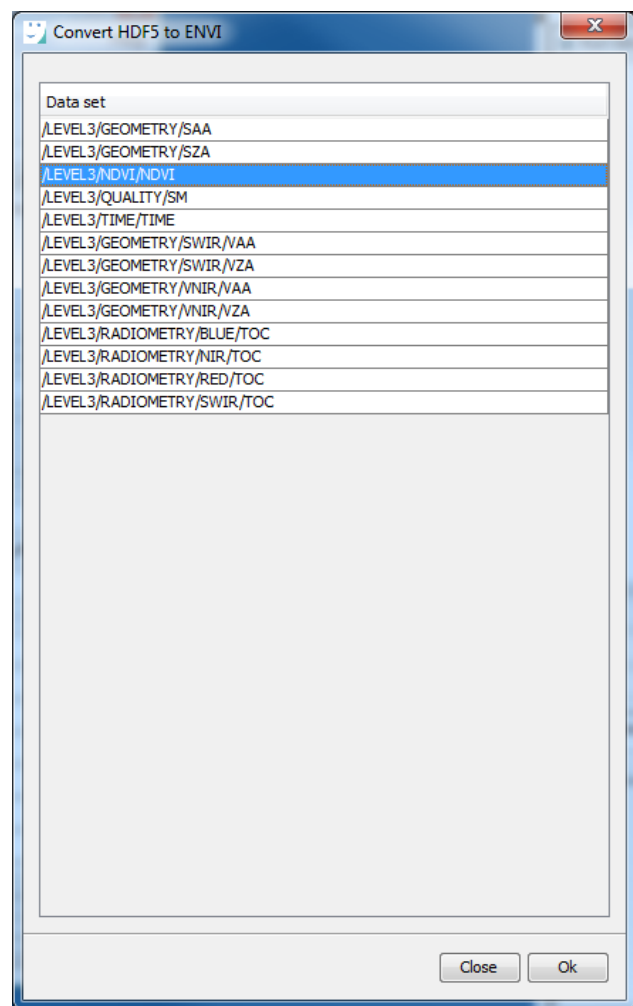 Convert HDF5 to ENVI
Data set
/LEVEL3/GEOMETRY/SAA
/LEVEL3/GEOMETRY/SZA
/LEVEL3/NDVI/NDVI
/LEVEL3/QUALITY/SM
/LEVEL3/TIME/TIME
/LEVEL3/GEOMETRY/SWIR/VAA
/LEVEL3/GEOMETRY/SWIR/VZA
/LEVEL3/GEOMETRY/VNIR/VAA
/LEVEL3/GEOMETRY/VNIR/VZA
/LEVEL3/RADIOMETRY/BLUE/TOC
/LEVEL3/RADIOMETRY/NIR/TOC
/LEVEL3/RADIOMETRY/RED/TOC
/LEVEL3/RADIOMETRY/SWIR/TOC
Close Ok